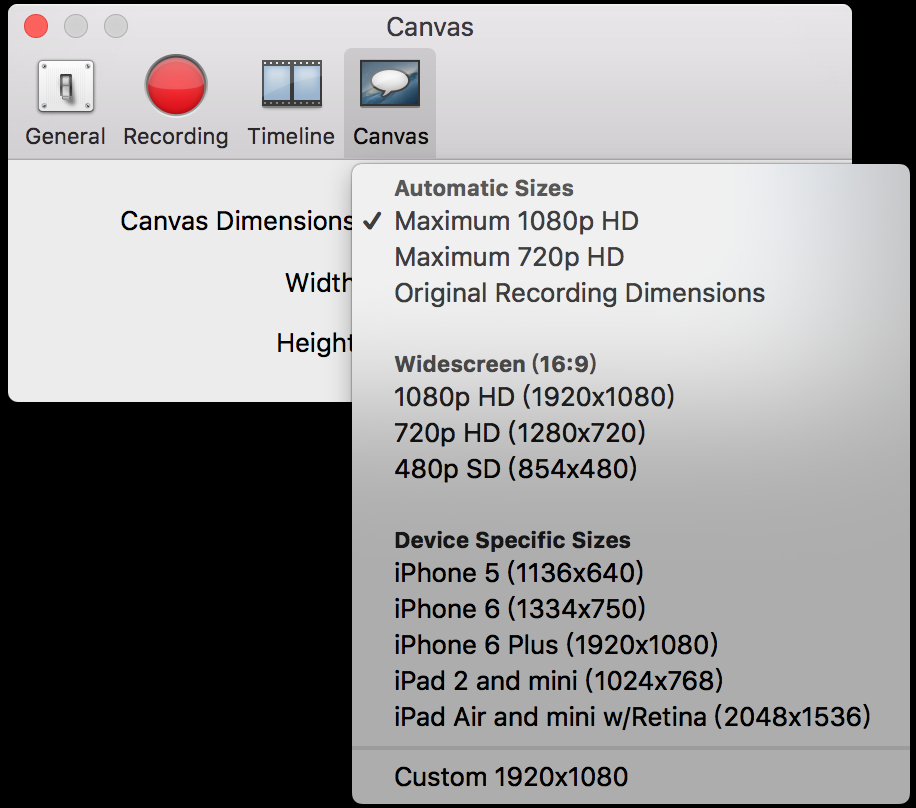 Canvas
General Recording Timeline Canvas
Canvas Dimensions
Width
Height
Automatic Sizes
✓ Maximum 1080p HD
Maximum 720p HD
Original Recording Dimensions
Widescreen (16:9)
1080p HD (1920x1080)
720p HD (1280x720)
480p SD (854x480)
Device Specific Sizes
iPhone 5 (1136x640)
iPhone 6 (1334x750)
iPhone 6 Plus (1920x1080)
iPad 2 and mini (1024x768)
iPad Air and mini w/Retina (2048x1536)
Custom 1920x1080